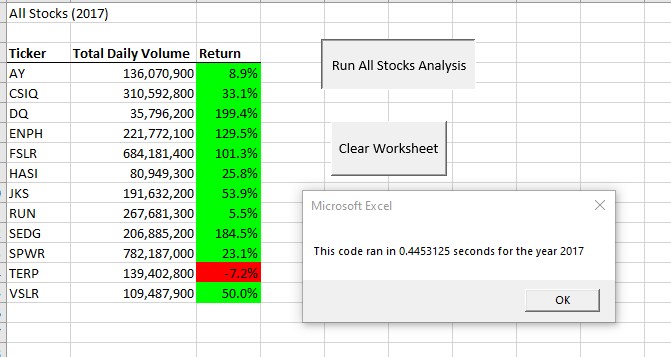 All Stocks (2017)
Ticker Total Daily Volume Return
AY 136,070,900 8.9%
CSIQ 310,592,800 33.1%
DQ 35,796,200 199.4%
ENPH 221,772,100 129.5%
FSLR 684,181,400 101.3%
HASI 80,949,300 25.8%
JKS 191,632,200 53.9%
RUN 267,681,300 5.5%
SEDG 206,885,200 184.5%
SPWR 782,187,000 23.1%
TERP 139,402,800 -7.2%
VSLR 109,487,900 50.0%
Run All Stocks Analysis
Clear Worksheet
Microsoft Excel
This code ran in 0.4453125 seconds for the year 2017
OK